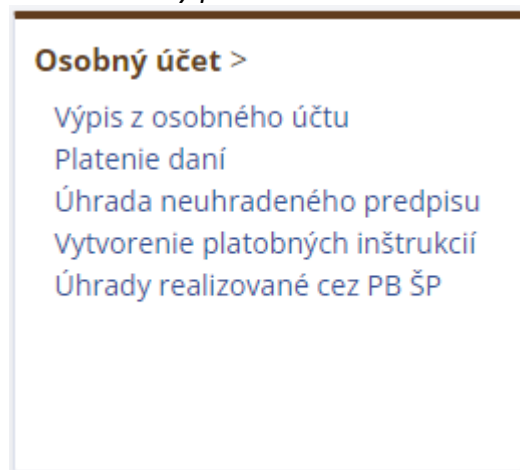 Osobný účet >
Výpis z osobného účtu
Platenie daní
Úhrada neuhradeného predpisu
Vytvorenie platobných inštrukcií
Úhrady realizované cez PB ŠP